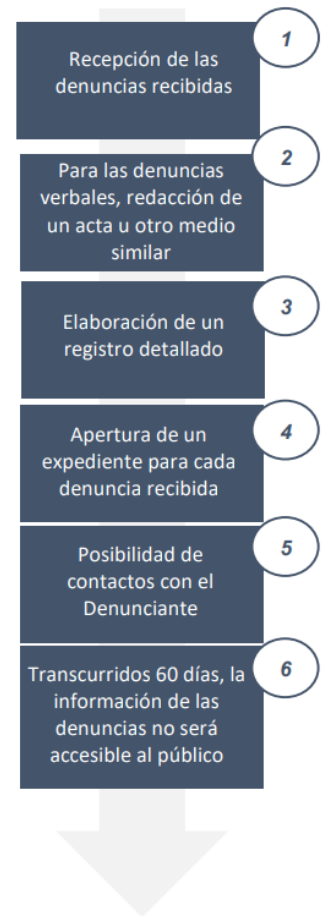 1
Recepción de las
denuncias recibidas
2
Para las denuncias
verbales, redacción de
un acta u otro medio
similar
3
Elaboración de un
registro detallado
4
Apertura de un
expediente para cada
denuncia recibida
5
Posibilidad de
contactos con el
Denunciante
6
Transcurridos 60 días, la
información de las
denuncias no será
accesible al público